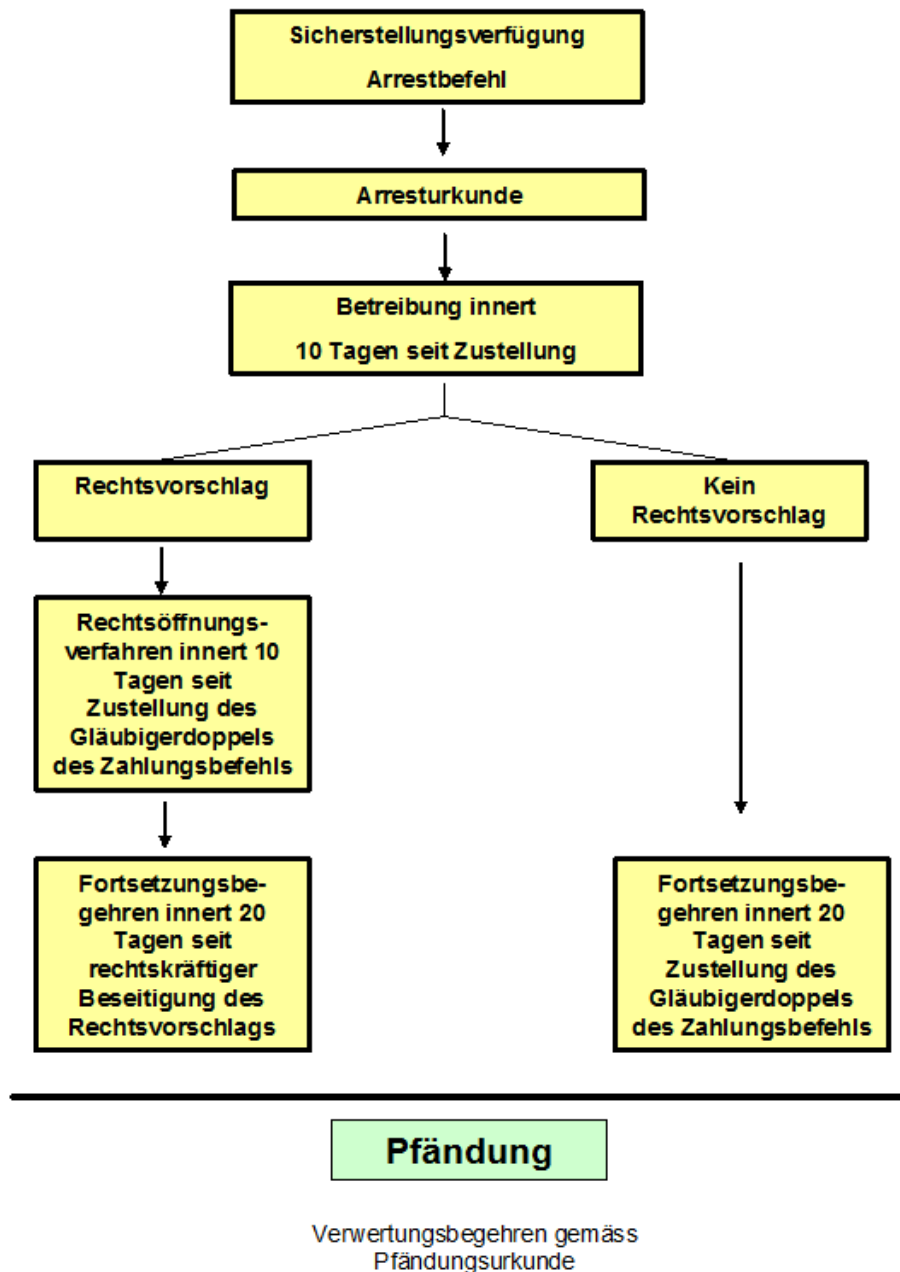 Sicherstellungsverfügung
Arrestbefehl
Arresturkunde
Betreibung innert
10 Tagen seit Zustellung
Rechtsvorschlag
Kein
Rechtsvorschlag
Rechtsöffnungs-
verfahren innert 10
Tagen seit
Zustellung des
Gläubigerdoppels
des Zahlungsbefehls
Fortsetzungsbe-
gehren innert 20
Tagen seit
rechtskräftiger
Beseitigung des
Rechtsvorschlags
Fortsetzungsbe-
gehren innert 20
Tagen seit
Zustellung des
Gläubigerdoppels
des Zahlungsbefehls
Pfändung
Verwertungsbegehren gemäss
Pfändungsurkunde